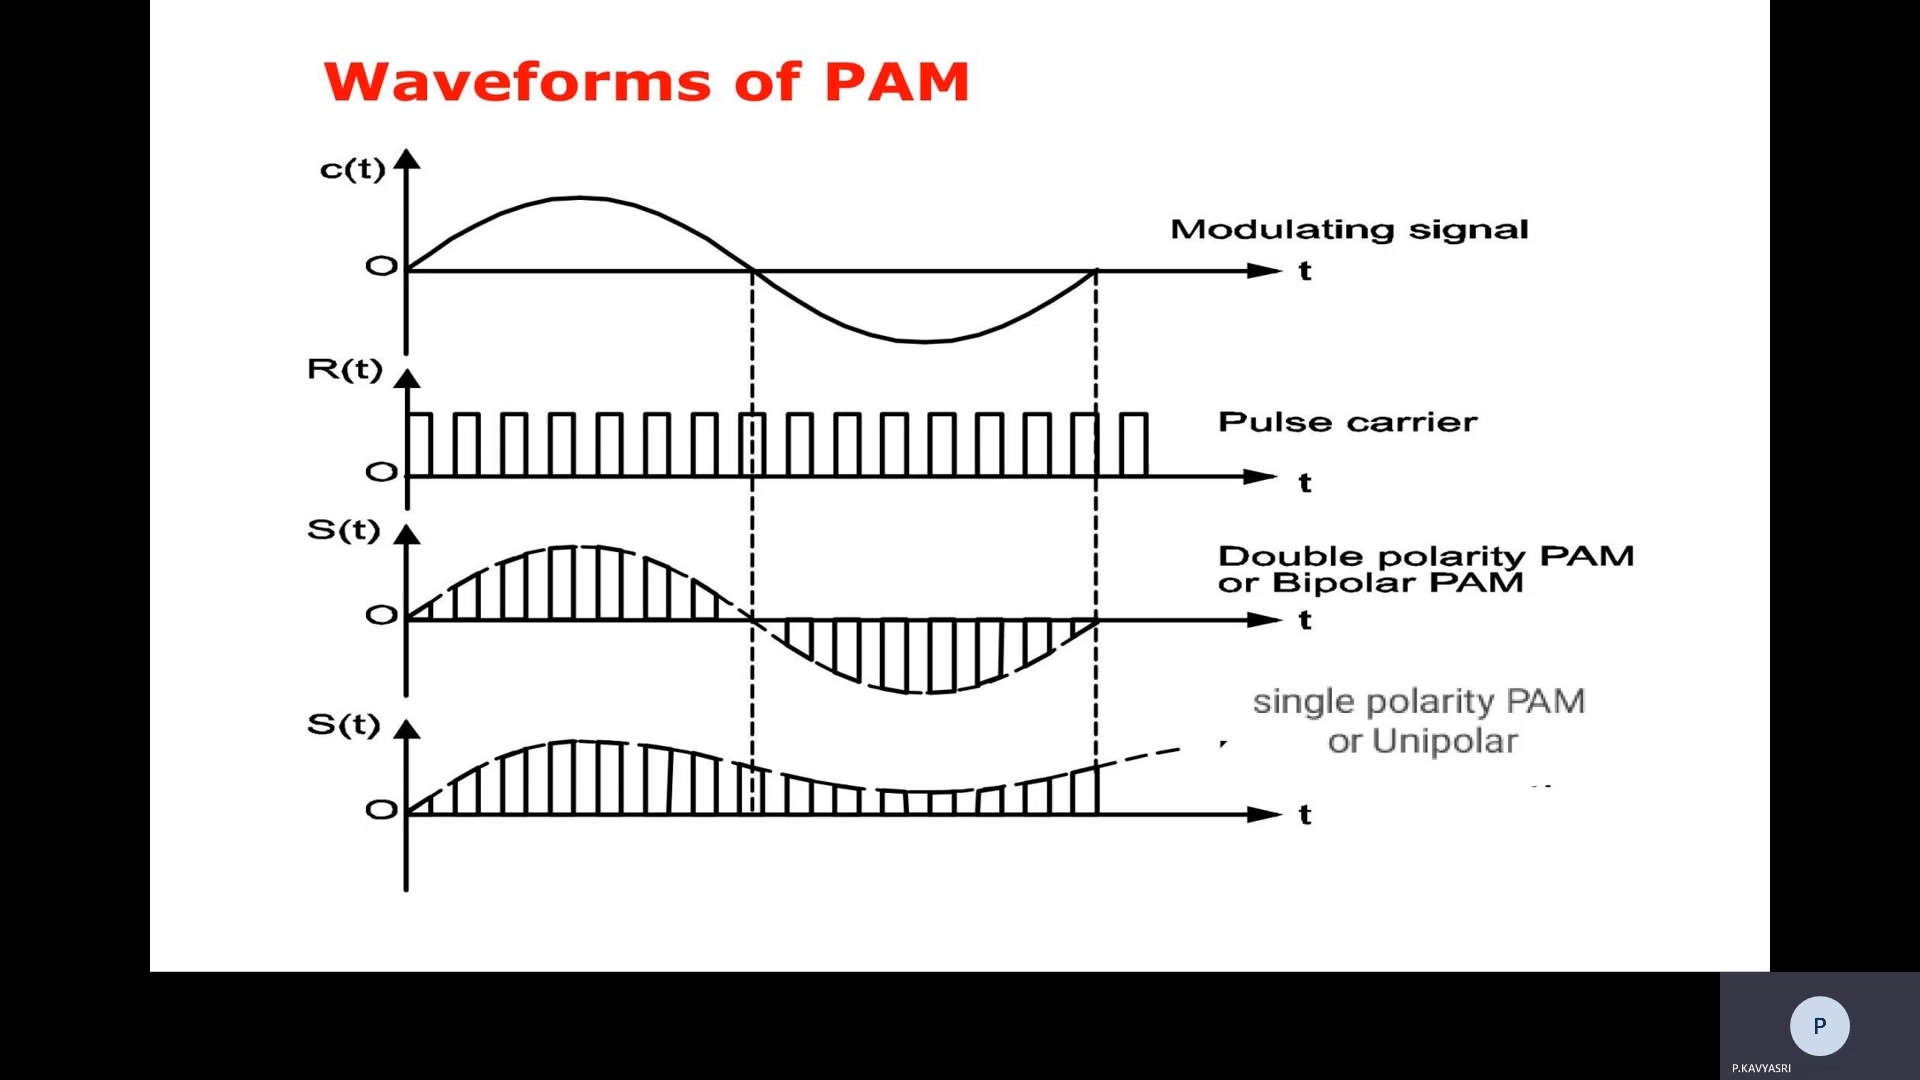 Waveforms of PAM
c(t)
Modulating signal
O
t
R(t)
Pulse carrier
O
t
S(t)
Double polarity PAM
or Bipolar PAM
O
t
single polarity PAM
S(t)
or Unipolar
O
t
P
P.KAVYASRI